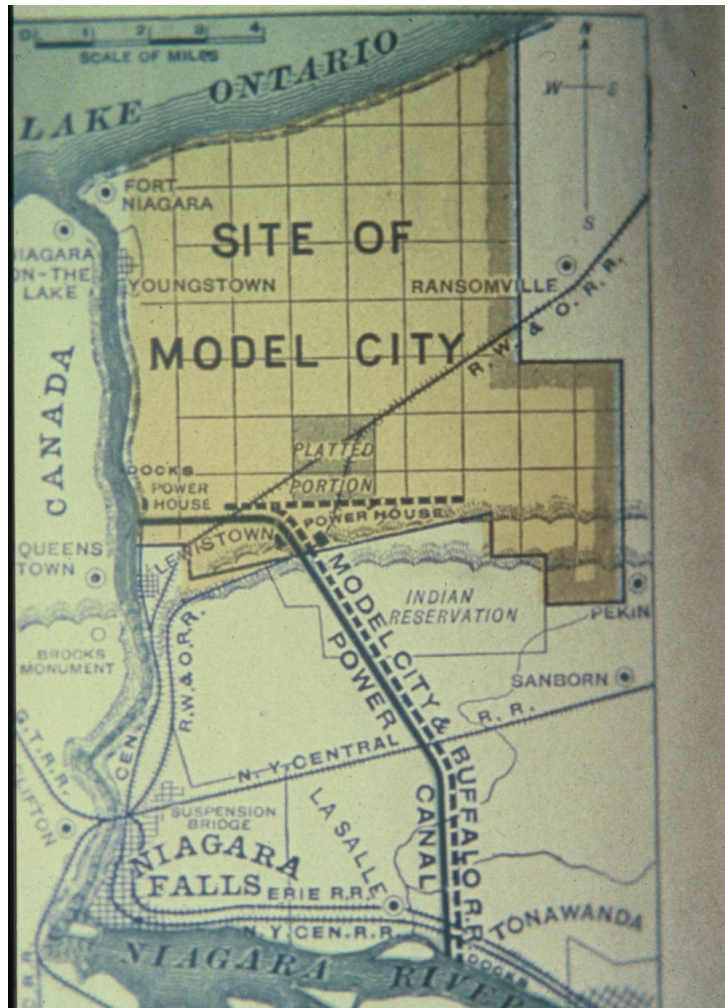 0 1 2 3 4
SCALE OF MILES
LAKE ONTARIO
N
W E
S
FORT
NIAGARA
NIAGARA
ON-THE
LAKE
YOUNGSTOWN
SITE OF
MODEL CITY
RANSOMVILLE
R. W. & O. R. R.
CANADA
PLATTED
PORTION
DOCKS
POWER
HOUSE
POWER HOUSE
LEWISTOWN
QUEENS
TOWN
BROCKS
MONUMENT
INDIAN
RESERVATION
PEKIN
SANBORN
R.W.&O.R.R.
MODEL CITY & BUFFALO R.R.
POWER CANAL
N. Y. CENTRAL R. R.
G.T.R.R.
CEN.
CLIFTON
SUSPENSION
BRIDGE
NIAGARA
FALLS
LA SALLE
ERIE R.R.
N.Y.CEN.R.R.
TONAWANDA
DOCKS
NIAGARA RIVER
R.R.